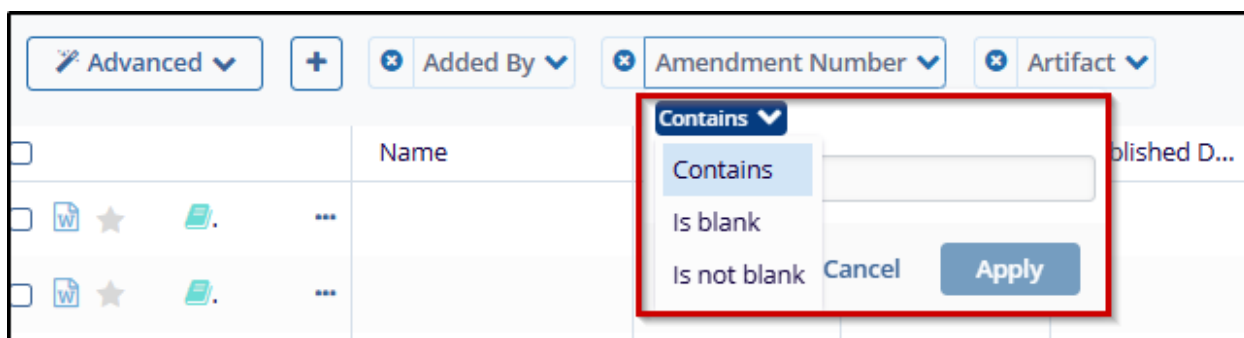 Advanced + Added By Amendment Number Artifact
Contains
Name blished D...
Contains
Is blank
Is not blank Cancel Apply